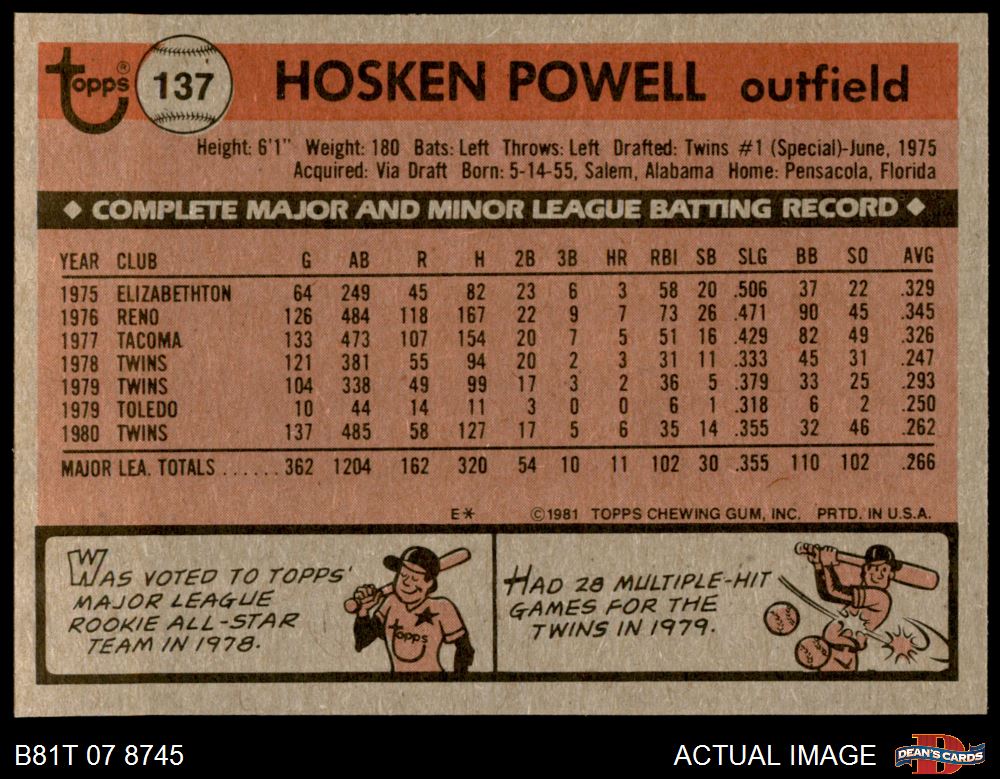 topps® 137 HOSKEN POWELL outfield
Height: 6'1" Weight: 180 Bats: Left Throws: Left Drafted: Twins #1 (Special)-June, 1975
Acquired: Via Draft Born: 5-14-55, Salem, Alabama Home: Pensacola, Florida
◆ COMPLETE MAJOR AND MINOR LEAGUE BATTING RECORD ◆
YEAR CLUB G AB R H 2B 3B HR RBI SB SLG BB SO AVG
1975 ELIZABETHTON 64 249 45 82 23 6 3 58 20 .506 37 22 .329
1976 RENO 126 484 118 167 22 9 7 73 26 .471 90 45 .345
1977 TACOMA 133 473 107 154 20 7 5 51 16 .429 82 49 .326
1978 TWINS 121 381 55 94 20 2 3 31 11 .333 45 31 .247
1979 TWINS 104 338 49 99 17 3 2 36 5 .379 33 25 .293
1979 TOLEDO 10 44 14 11 3 0 0 6 1 .318 6 2 .250
1980 TWINS 137 485 58 127 17 5 6 35 14 .355 32 46 .262
MAJOR LEA. TOTALS ...... 362 1204 162 320 54 10 11 102 30 .355 110 102 .266
E* ©1981 TOPPS CHEWING GUM, INC. PRTD. IN U.S.A.
WAS VOTED TO TOPPS'
MAJOR LEAGUE
ROOKIE ALL-STAR
TEAM IN 1978.
topps
HAD 28 MULTIPLE-HIT
GAMES FOR THE
TWINS IN 1979.
B81T 07 8745 ACTUAL IMAGE DEAN'S CARDS